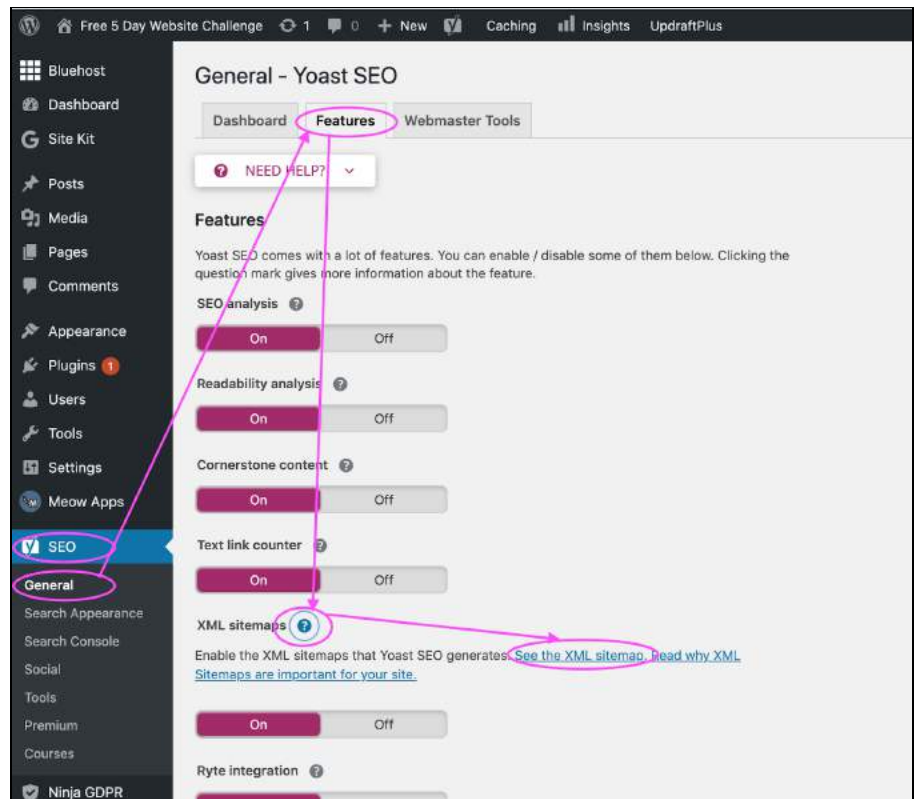 Free 5 Day Website Challenge 1 0 + New Caching Insights UpdraftPlus
Bluehost
Dashboard
Site Kit
Posts
Media
Pages
Comments
Appearance
Plugins 1
Users
Tools
Settings
Meow Apps
SEO
General
Search Appearance
Search Console
Social
Tools
Premium
Courses
Ninja GDPR
General - Yoast SEO
Dashboard Features Webmaster Tools
NEED HELP?
Features
Yoast SEO comes with a lot of features. You can enable / disable some of them below. Clicking the
question mark gives more information about the feature.
SEO analysis
On Off
Readability analysis
On Off
Cornerstone content
On Off
Text link counter
On Off
XML sitemaps
Enable the XML sitemaps that Yoast SEO generates. See the XML sitemap. Read why XML
Sitemaps are important for your site.
On Off
Ryte integration